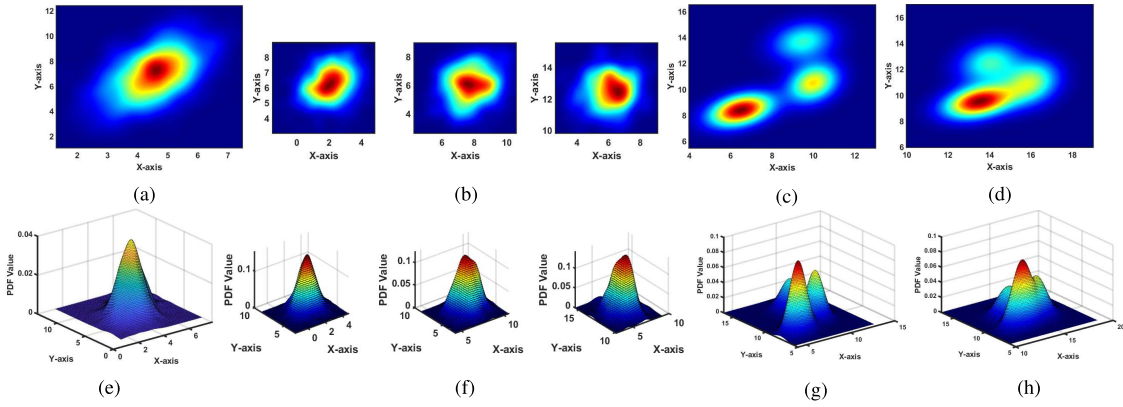 12
10
8
6
4
2
Y-axis
2 3 4 5 6 7
X-axis
(a)
8
7
6
5
4
Y-axis
0 2 4
X-axis
8
6
4
Y-axis
6 8 10
X-axis
(b)
14
12
10
Y-axis
4 6 8
X-axis
16
14
12
10
8
6
Y-axis
4 6 8 10 12
X-axis
(c)
16
14
12
10
8
6
Y-axis
10 12 14 16 18
X-axis
(d)
0.04
0.02
0
PDF Value
10
5
0
Y-axis
0 2 4 6
X-axis
(e)
0.1
0
PDF Value
10
5
Y-axis
0 2 4
X-axis
0.1
0.05
0
PDF Value
10
5
Y-axis
5 10
X-axis
(f)
0.1
0.05
0
PDF Value
15
10
Y-axis
5 10
X-axis
0.1
0.08
0.06
0.04
0.02
0
PDF Value
15
10
5
Y-axis
5 10 15
X-axis
(g)
0.1
0.08
0.06
0.04
0.02
0
PDF Value
15
10
5
Y-axis
10 15 20
X-axis
(h)